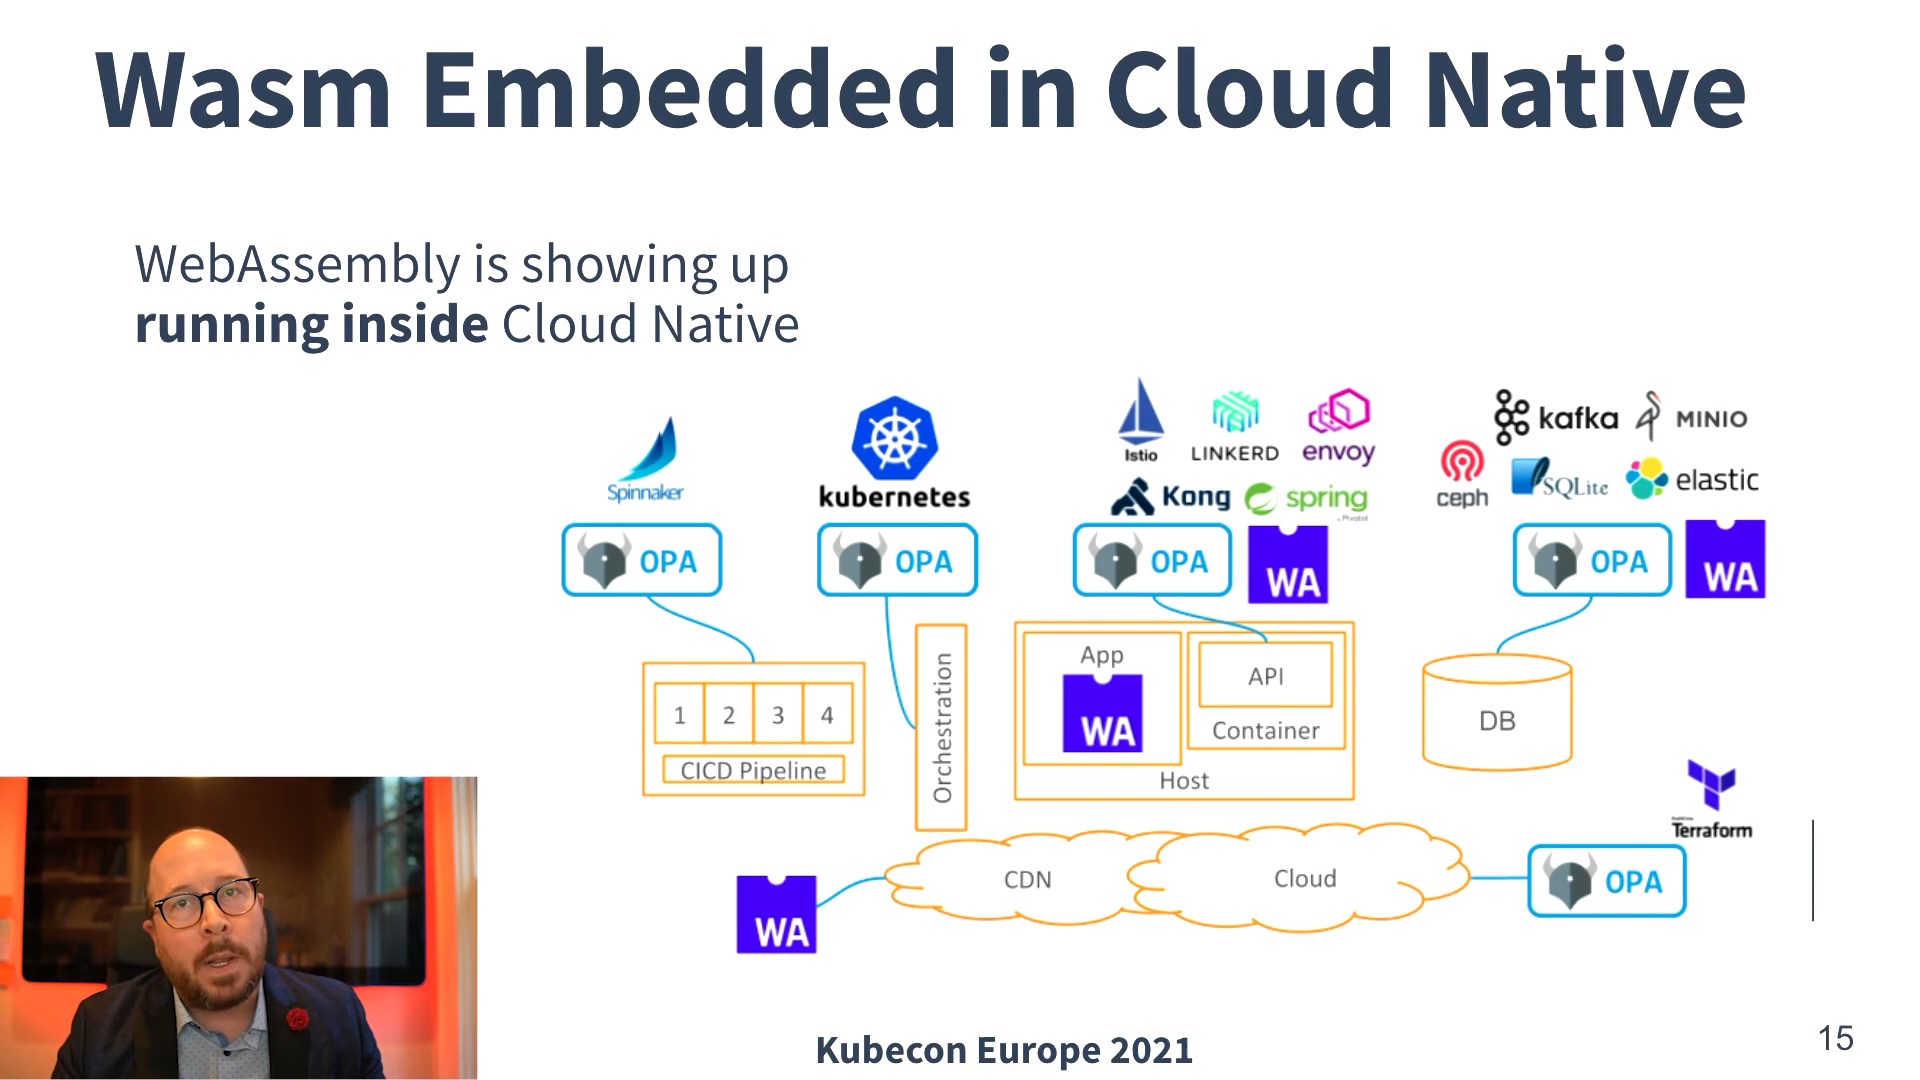 Wasm Embedded in Cloud Native
WebAssembly is showing up
running inside Cloud Native
Spinnaker
kubernetes
Istio
LINKERD
envoy
Kong
spring
kafka
MINIO
ceph
SQLite
elastic
OPA
OPA
OPA
WA
OPA
WA
1 2 3 4
CICD Pipeline
Orchestration
App
WA
API
Container
Host
DB
Terraform
WA
CDN
Cloud
OPA
Kubecon Europe 2021
15